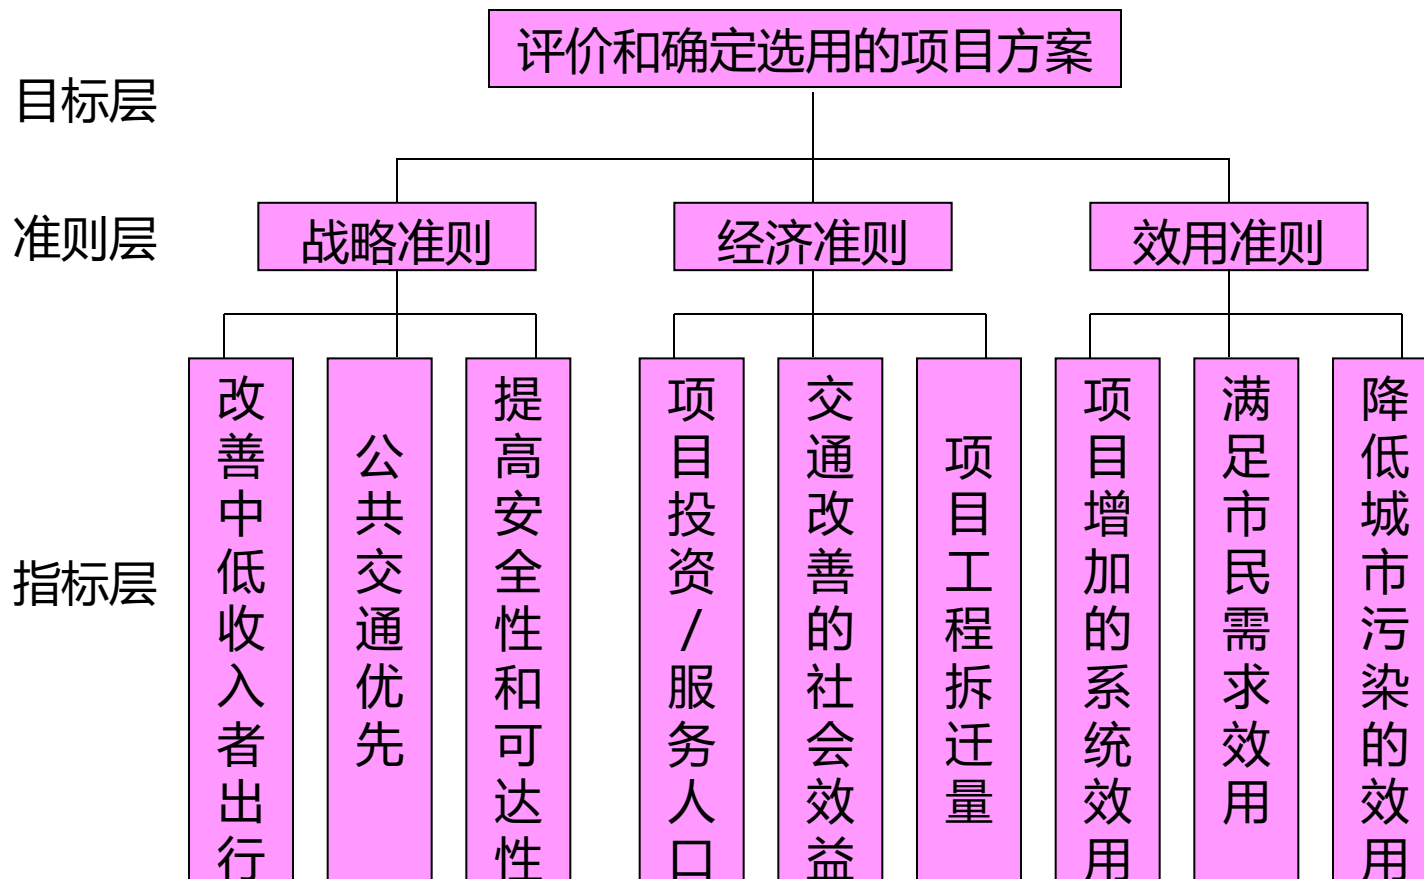 评价和确定选用的项目方案
目标层
准则层
战略准则
经济准则
效用准则
指标层
改善中低收入者出行
公共交通优先
提高安全性和可达性
项目投资/服务人口
交通改善的社会效益
项目工程拆迁量
项目增加的系统效用
满足市民需求效用
降低城市污染的效用